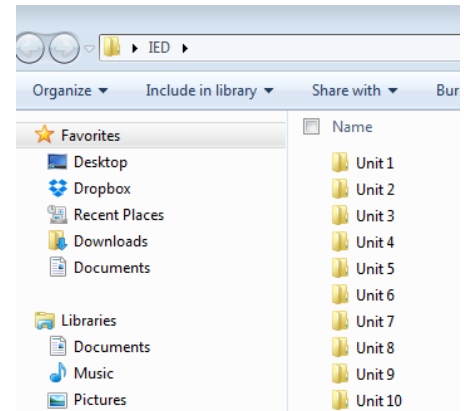 IED
Organize Include in library Share with Bur
Favorites
Desktop
Dropbox
Recent Places
Downloads
Documents
Libraries
Documents
Music
Pictures
Name
Unit 1
Unit 2
Unit 3
Unit 4
Unit 5
Unit 6
Unit 7
Unit 8
Unit 9
Unit 10